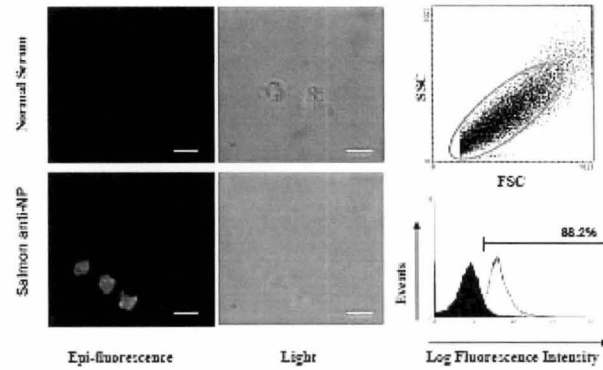 Normal Serum
SSC
FSC
Salmon anti-NP
Events
88.2%
Epi-fluorescence
Light
Log Fluorescence Intensity